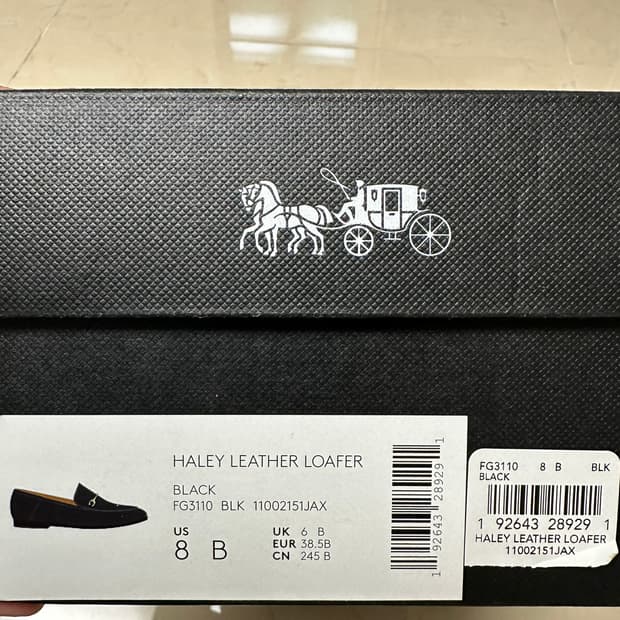 HALEY LEATHER LOAFER
BLACK
FG3110 BLK 11002151JAX
US
8 B
UK 6 B
EUR 38.5B
CN 245 B
1 92643 28929 1
FG3110 8 B BLK
BLACK
1 92643 28929 1
HALEY LEATHER LOAFER
11002151JAX